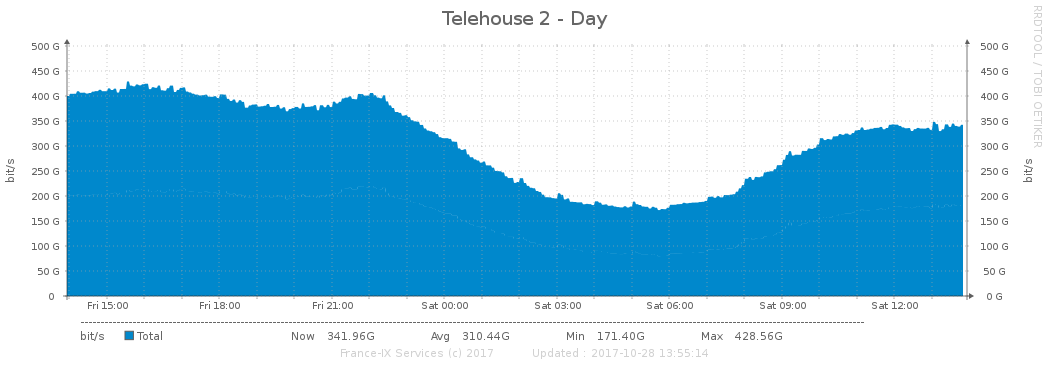 Telehouse 2 - Day
RRDTOOL / TOBI OETIKER
bit/s
500 G 500 G
450 G 450 G
400 G 400 G
350 G 350 G
300 G 300 G
250 G 250 G
200 G 200 G
150 G 150 G
100 G 100 G
50 G 50 G
0 0 G
bit/s
Fri 15:00 Fri 18:00 Fri 21:00 Sat 00:00 Sat 03:00 Sat 06:00 Sat 09:00 Sat 12:00
bit/s Total Now 341.96G Avg 310.44G Min 171.40G Max 428.56G
France-IX Services (c) 2017 Updated : 2017-10-28 13:55:14